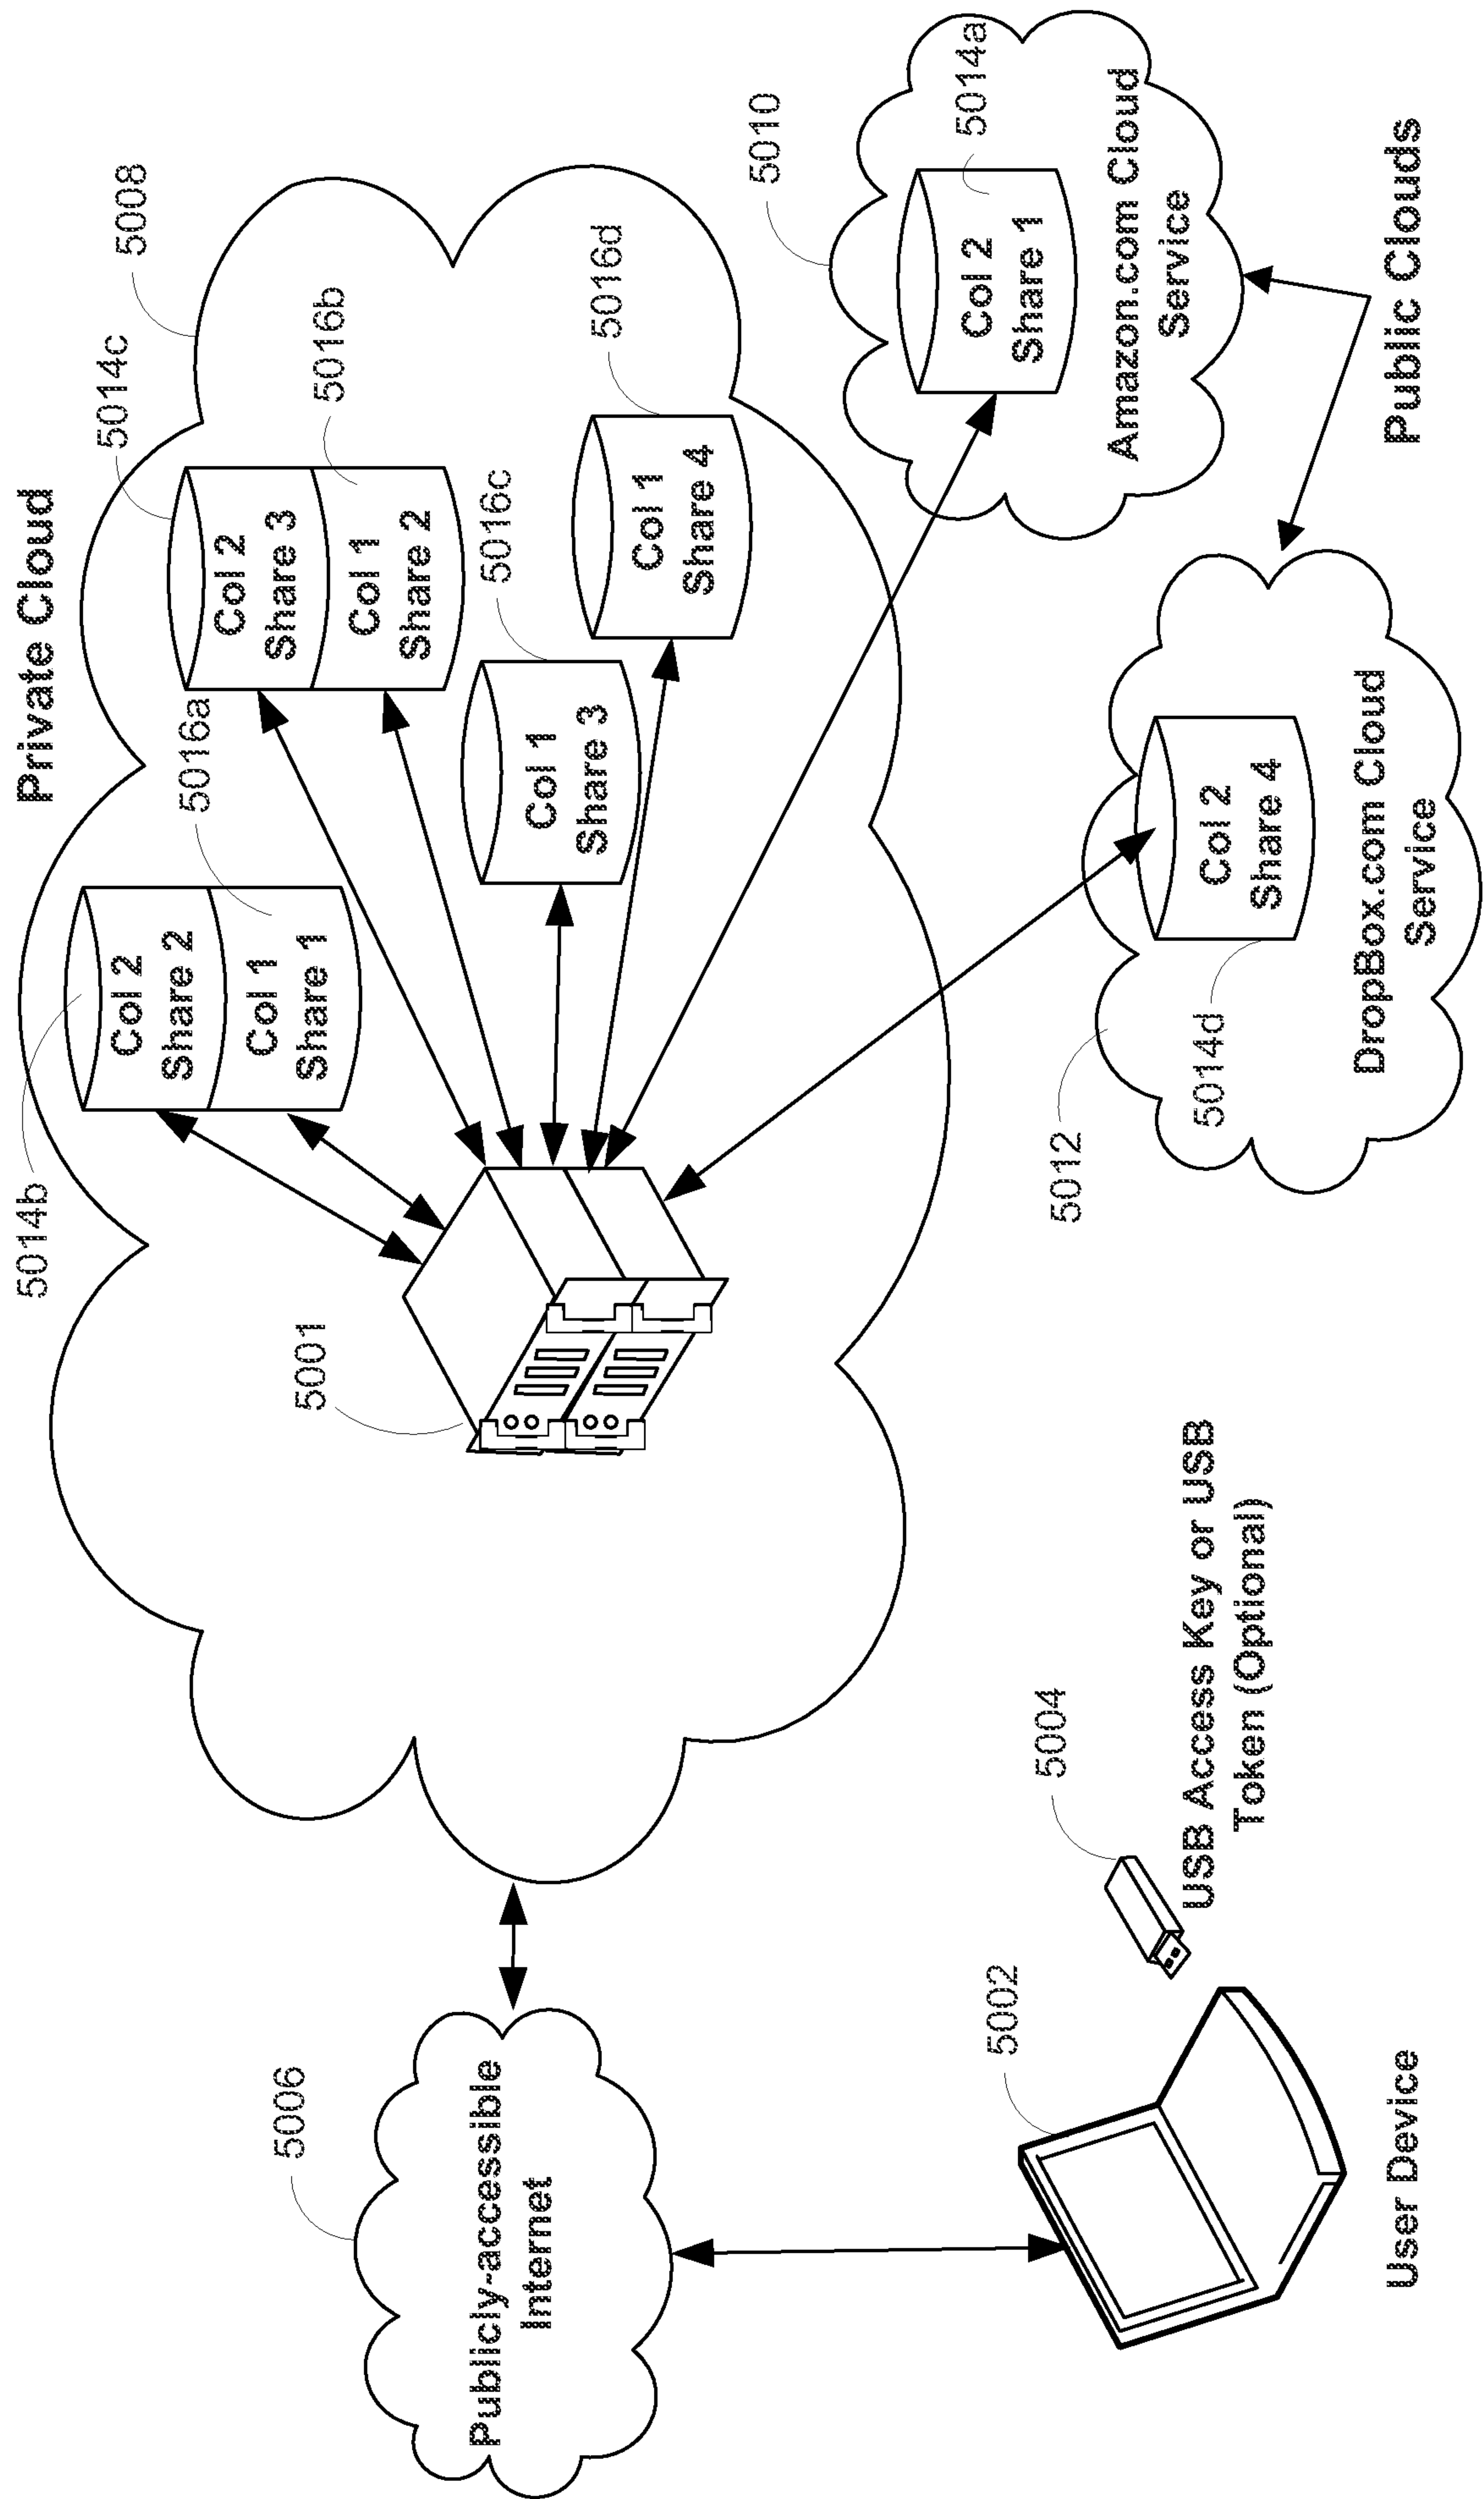 Private Cloud
5008
5014c
5016b
5016d
5016a
5016c
5014b
5001
Col 2
Share 2
Col 1
Share 1
Col 2
Share 3
Col 1
Share 2
Col 1
Share 3
Col 1
Share 4
5006
Publicly-accessible
Internet
5010
5014a
Col 2
Share 1
Amazon.com Cloud
Service
5012
5014d
Col 2
Share 4
DropBox.com Cloud
Service
Public Clouds
5002
User Device
5004
USB Access Key or USB
Token (Optional)